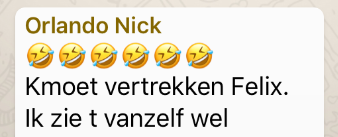 Orlando Nick
🤣🤣🤣🤣🤣🤣
Kmoet vertrekken Felix.
Ik zie t vanzelf wel